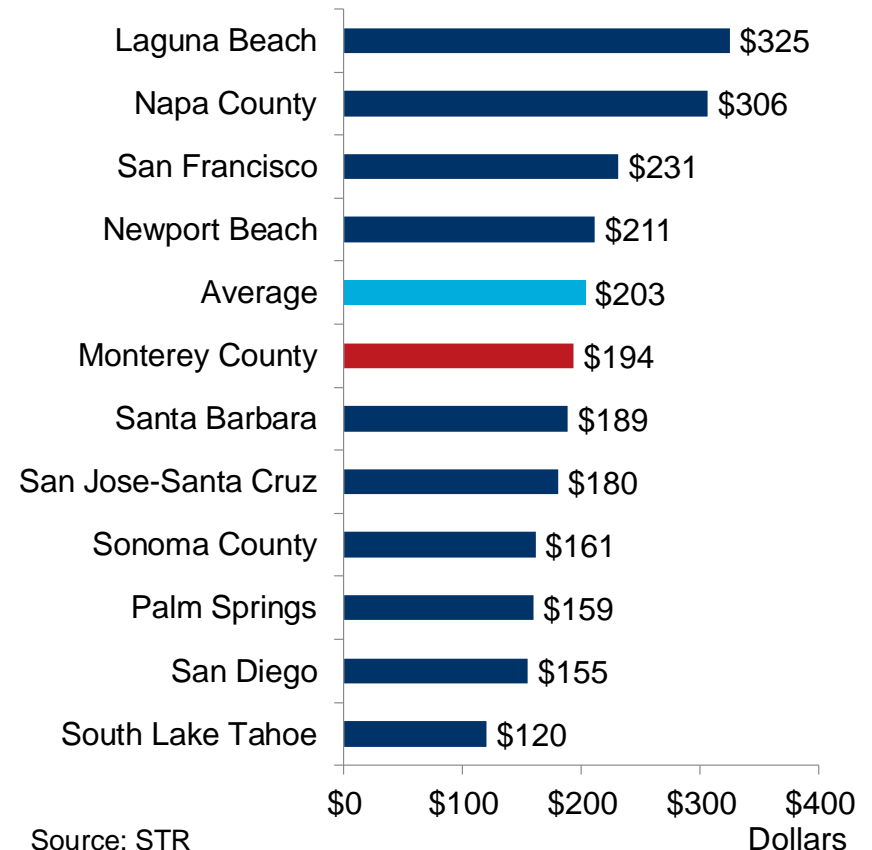 Laguna Beach $325
Napa County $306
San Francisco $231
Newport Beach $211
Average $203
Monterey County $194
Santa Barbara $189
San Jose-Santa Cruz $180
Sonoma County $161
Palm Springs $159
San Diego $155
South Lake Tahoe $120
$0 $100 $200 $300 $400
Source: STR Dollars